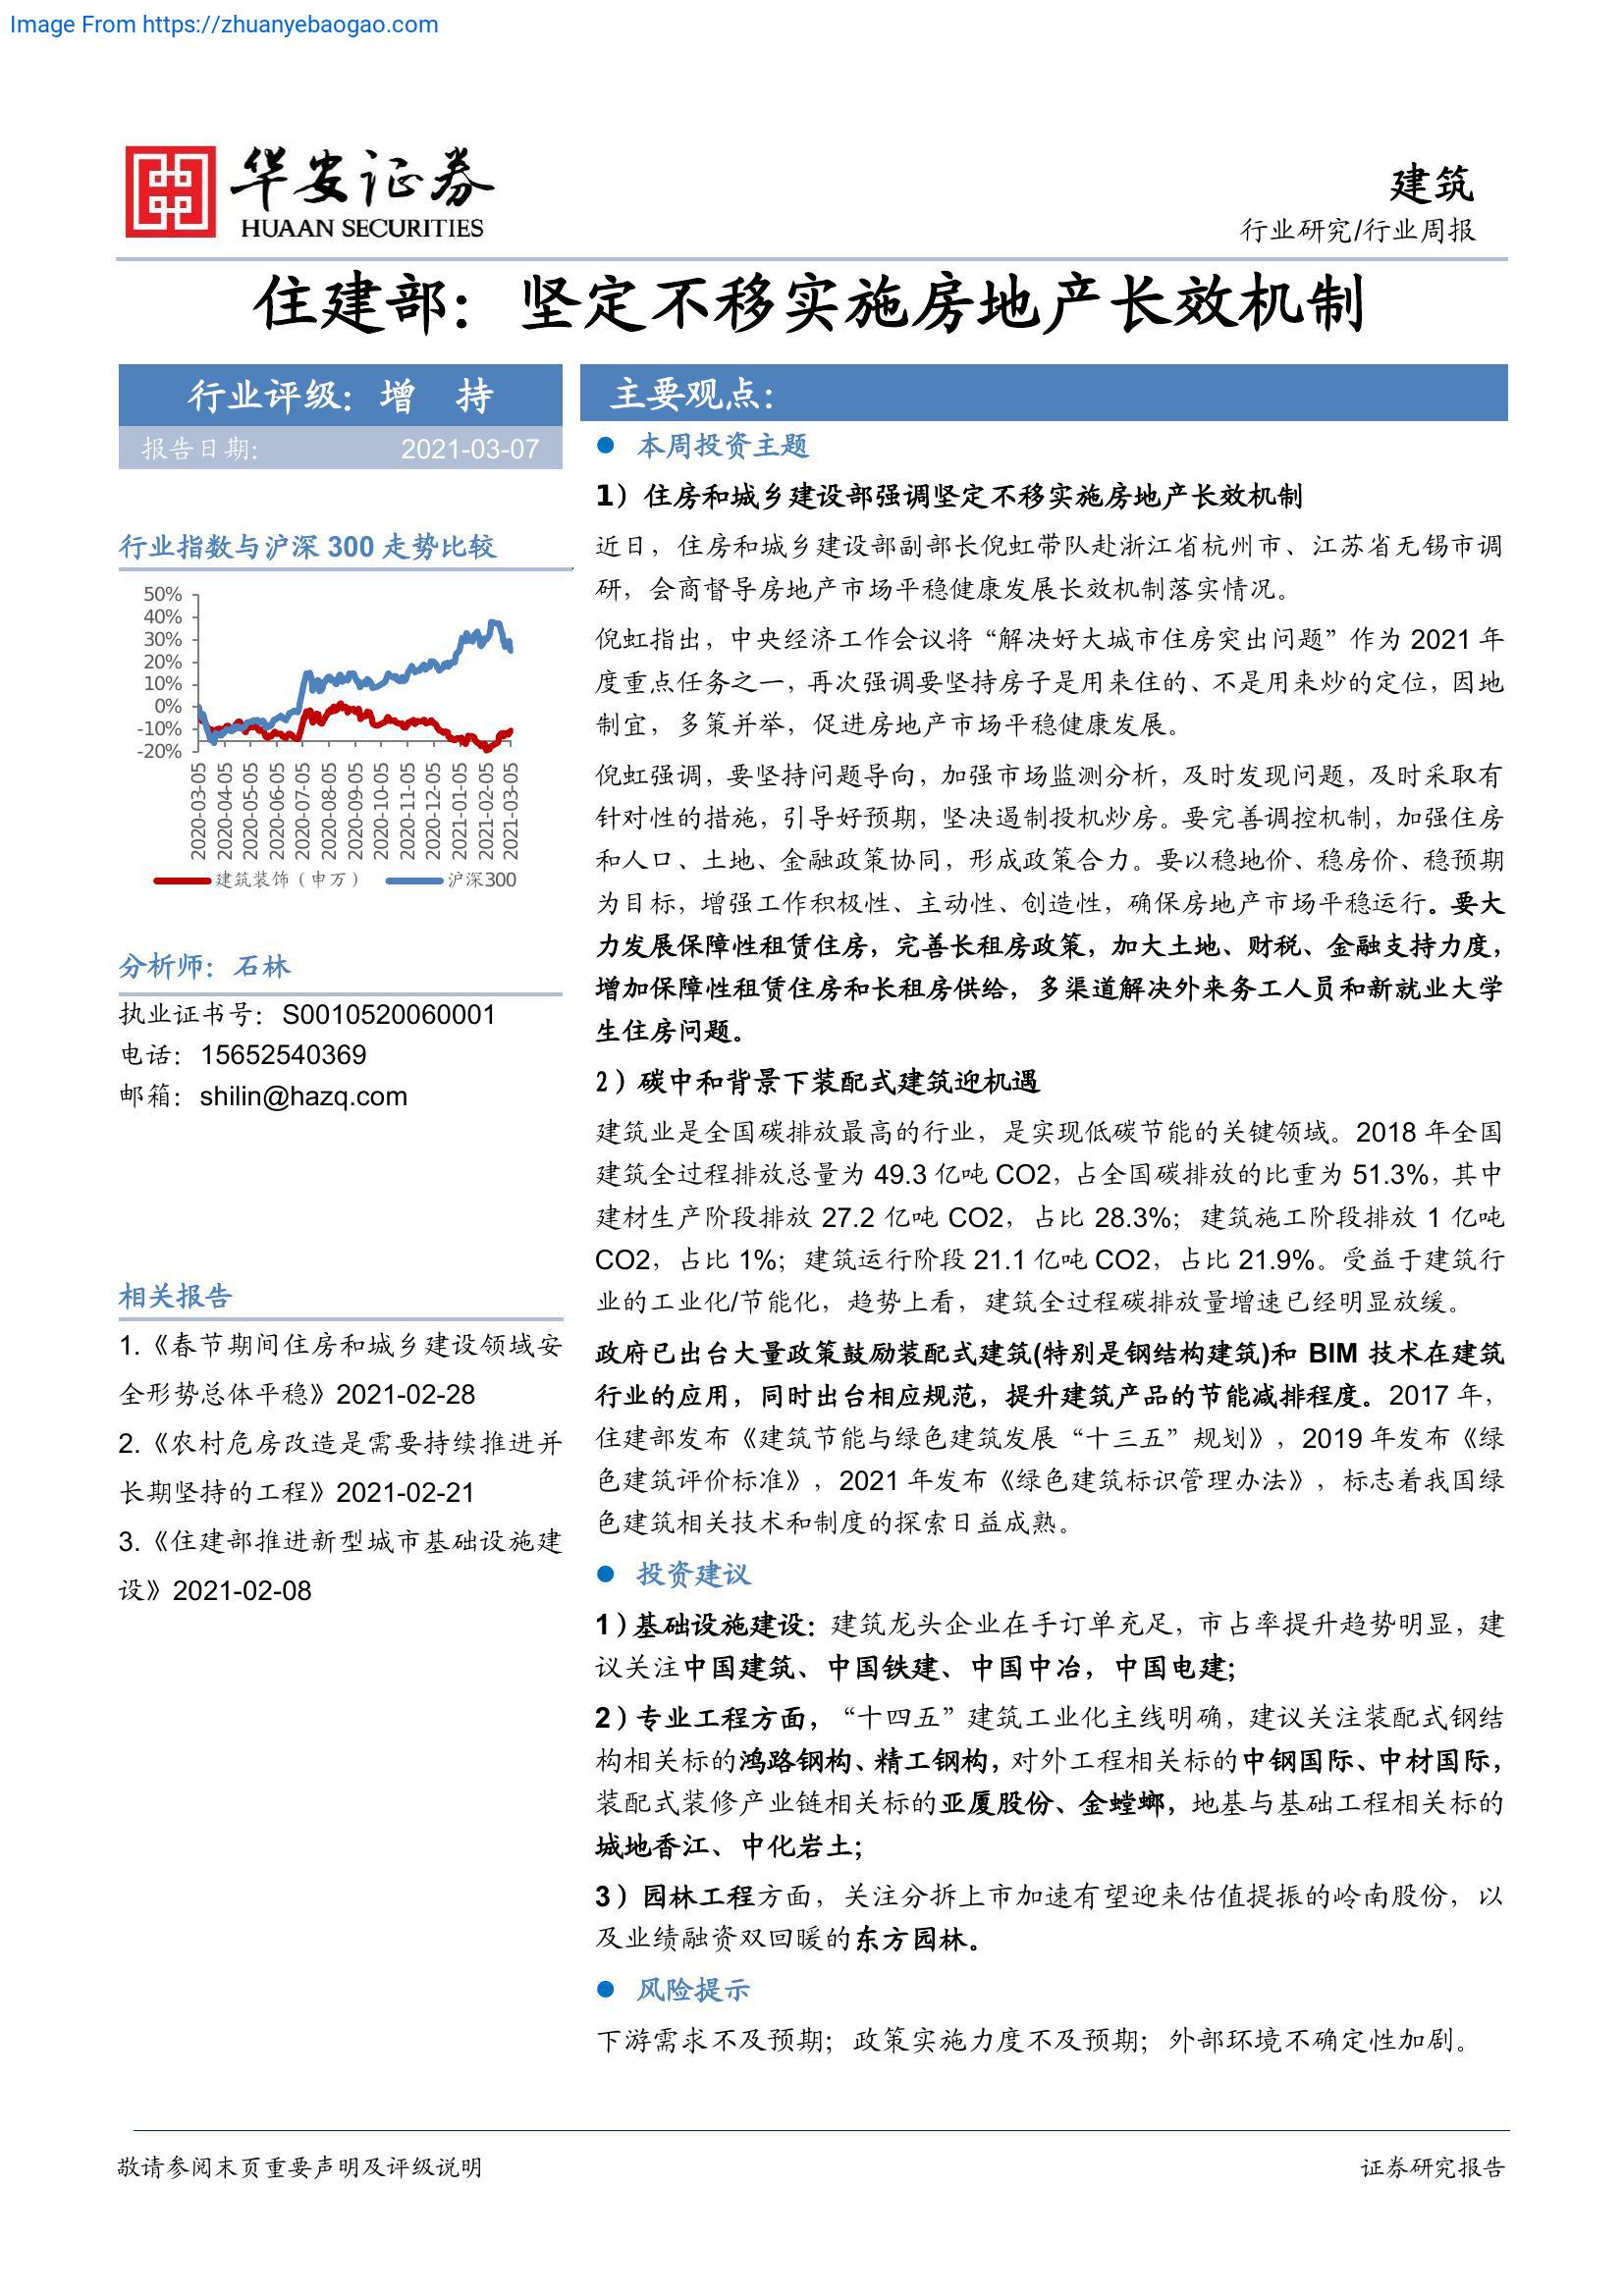 Image From https://zhuanyebaogao.com
华安证券
HUAAN SECURITIES
建筑
行业研究/行业周报
住建部：坚定不移实施房地产长效机制
行业评级：增 持
报告日期： 2021-03-07
行业指数与沪深 300 走势比较
50%
40%
30%
20%
10%
0%
-10%
-20%
2020-03-05
2020-04-05
2020-05-05
2020-06-05
2020-07-05
2020-08-05
2020-09-05
2020-10-05
2020-11-05
2020-12-05
2021-01-05
2021-02-05
2021-03-05
建筑装饰（申万） 沪深300
分析师：石林
执业证书号：S0010520060001
电话：15652540369
邮箱：shilin@hazq.com
相关报告
1.《春节期间住房和城乡建设领域安
全形势总体平稳》2021-02-28
2.《农村危房改造是需要持续推进并
长期坚持的工程》2021-02-21
3.《住建部推进新型城市基础设施建
设》2021-02-08
主要观点：
● 本周投资主题
1）住房和城乡建设部强调坚定不移实施房地产长效机制
近日，住房和城乡建设部副部长倪虹带队赴浙江省杭州市、江苏省无锡市调
研，会商督导房地产市场平稳健康发展长效机制落实情况。
倪虹指出，中央经济工作会议将“解决好大城市住房突出问题”作为 2021 年
度重点任务之一，再次强调要坚持房子是用来住的、不是用来炒的定位，因地
制宜，多策并举，促进房地产市场平稳健康发展。
倪虹强调，要坚持问题导向，加强市场监测分析，及时发现问题，及时采取有
针对性的措施，引导好预期，坚决遏制投机炒房。要完善调控机制，加强住房
和人口、土地、金融政策协同，形成政策合力。要以稳地价、稳房价、稳预期
为目标，增强工作积极性、主动性、创造性，确保房地产市场平稳运行。要大
力发展保障性租赁住房，完善长租房政策，加大土地、财税、金融支持力度，
增加保障性租赁住房和长租房供给，多渠道解决外来务工人员和新就业大学
生住房问题。
2）碳中和背景下装配式建筑迎机遇
建筑业是全国碳排放最高的行业，是实现低碳节能的关键领域。2018 年全国
建筑全过程排放总量为 49.3 亿吨 CO2，占全国碳排放的比重为 51.3%，其中
建材生产阶段排放 27.2 亿吨 CO2，占比 28.3%；建筑施工阶段排放 1 亿吨
CO2，占比 1%；建筑运行阶段 21.1 亿吨 CO2，占比 21.9%。受益于建筑行
业的工业化/节能化，趋势上看，建筑全过程碳排放量增速已经明显放缓。
政府已出台大量政策鼓励装配式建筑(特别是钢结构建筑)和 BIM 技术在建筑
行业的应用，同时出台相应规范，提升建筑产品的节能减排程度。2017 年，
住建部发布《建筑节能与绿色建筑发展“十三五”规划》，2019 年发布《绿
色建筑评价标准》，2021 年发布《绿色建筑标识管理办法》，标志着我国绿
色建筑相关技术和制度的探索日益成熟。
● 投资建议
1）基础设施建设：建筑龙头企业在手订单充足，市占率提升趋势明显，建
议关注中国建筑、中国铁建、中国中冶，中国电建；
2）专业工程方面，“十四五”建筑工业化主线明确，建议关注装配式钢结
构相关标的鸿路钢构、精工钢构，对外工程相关标的中钢国际、中材国际，
装配式装修产业链相关标的亚厦股份、金螳螂，地基与基础工程相关标的
城地香江、中化岩土；
3）园林工程方面，关注分拆上市加速有望迎来估值提振的岭南股份，以
及业绩融资双回暖的东方园林。
● 风险提示
下游需求不及预期；政策实施力度不及预期；外部环境不确定性加剧。
敬请参阅末页重要声明及评级说明
证券研究报告